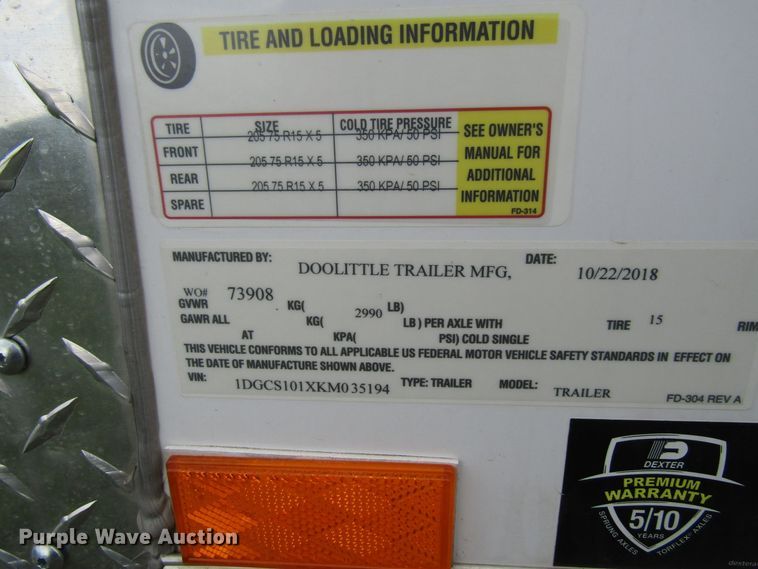 TIRE AND LOADING INFORMATION
TIRE SIZE COLD TIRE PRESSURE
FRONT 205 75 R15 X 5 350 KPA/ 50 PSI
REAR 205 75 R15 X 5 350 KPA/ 50 PSI
SPARE 205 75 R15 X 5 350 KPA/ 50 PSI
SEE OWNER'S
MANUAL FOR
ADDITIONAL
INFORMATION
FD-314
MANUFACTURED BY: DOOLITTLE TRAILER MFG, DATE: 10/22/2018
WO# 73908
GVWR KG( 2990 LB)
GAWR ALL KG( LB) PER AXLE WITH TIRE 15 RIM
AT KPA( PSI) COLD SINGLE
THIS VEHICLE CONFORMS TO ALL APPLICABLE US FEDERAL MOTOR VEHICLE SAFETY STANDARDS IN EFFECT ON
THE DATE OF MANUFACTURE SHOWN ABOVE.
VIN: 1DGCS101XKM035194 TYPE: TRAILER MODEL: TRAILER FD-304 REV A
DEXTER
PREMIUM
WARRANTY
5/10
YEARS
SPRUNG AXLES TORFLEX AXLES
Purple Wave Auction